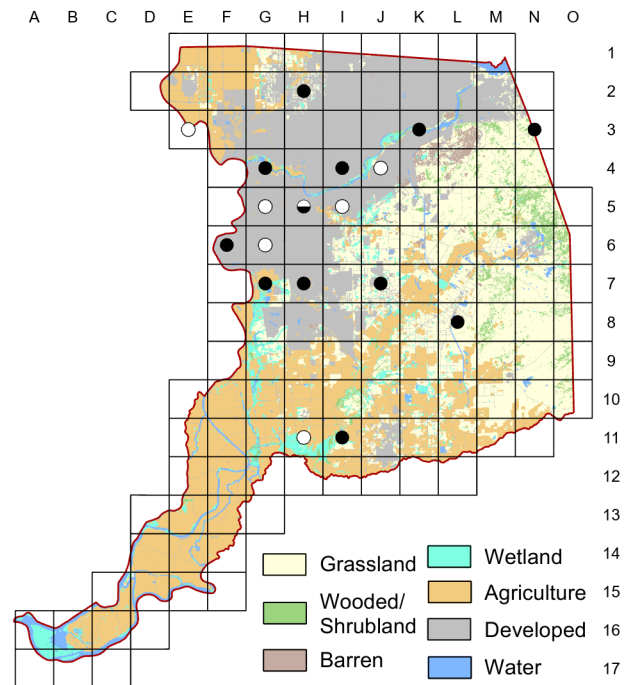 A B C D E F G H I J K L M N O
1
2
3
4
5
6
7
8
9
10
11
12
13
14
15
16
17
Grassland
Wooded/
Shrubland
Barren
Wetland
Agriculture
Developed
Water